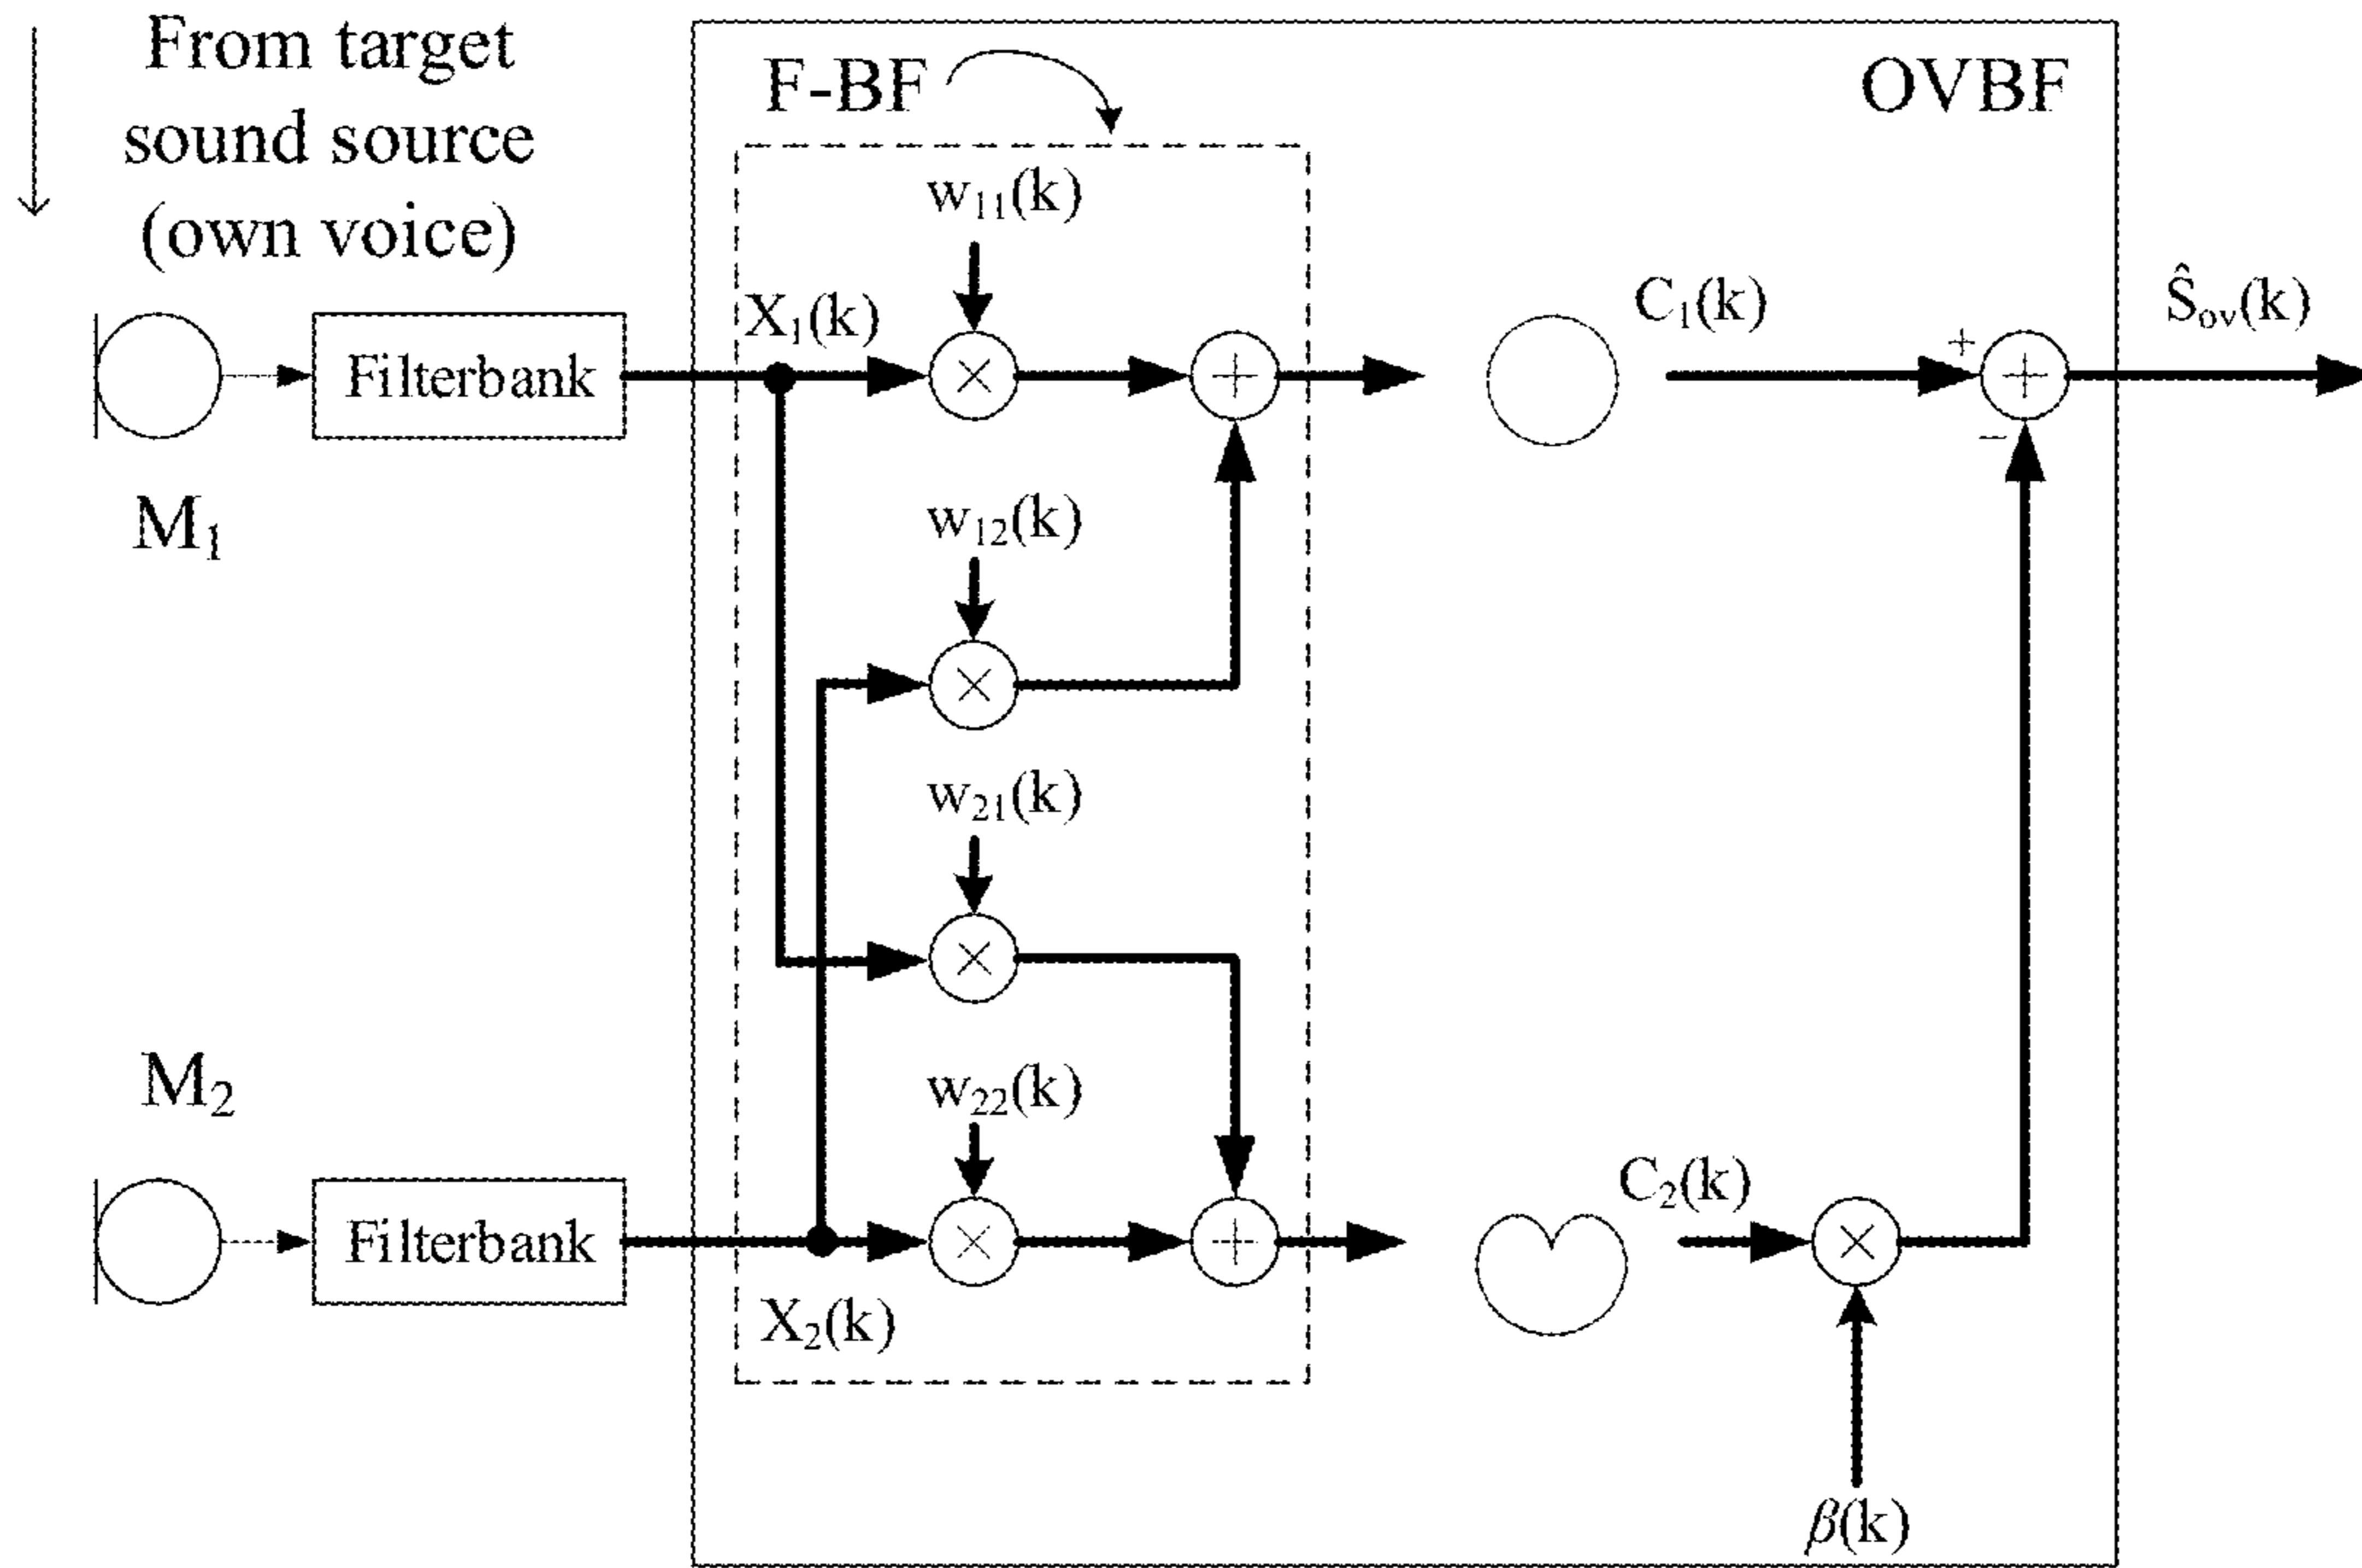 From target
sound source
(own voice)
F-BF
OVBF
w₁₁(k)
X₁(k)
C₁(k)
Ŝₒᵥ(k)
Filterbank
×
+
+
+
−
M₁
w₁₂(k)
×
w₂₁(k)
×
M₂
w₂₂(k)
C₂(k)
Filterbank
×
+
×
X₂(k)
β(k)